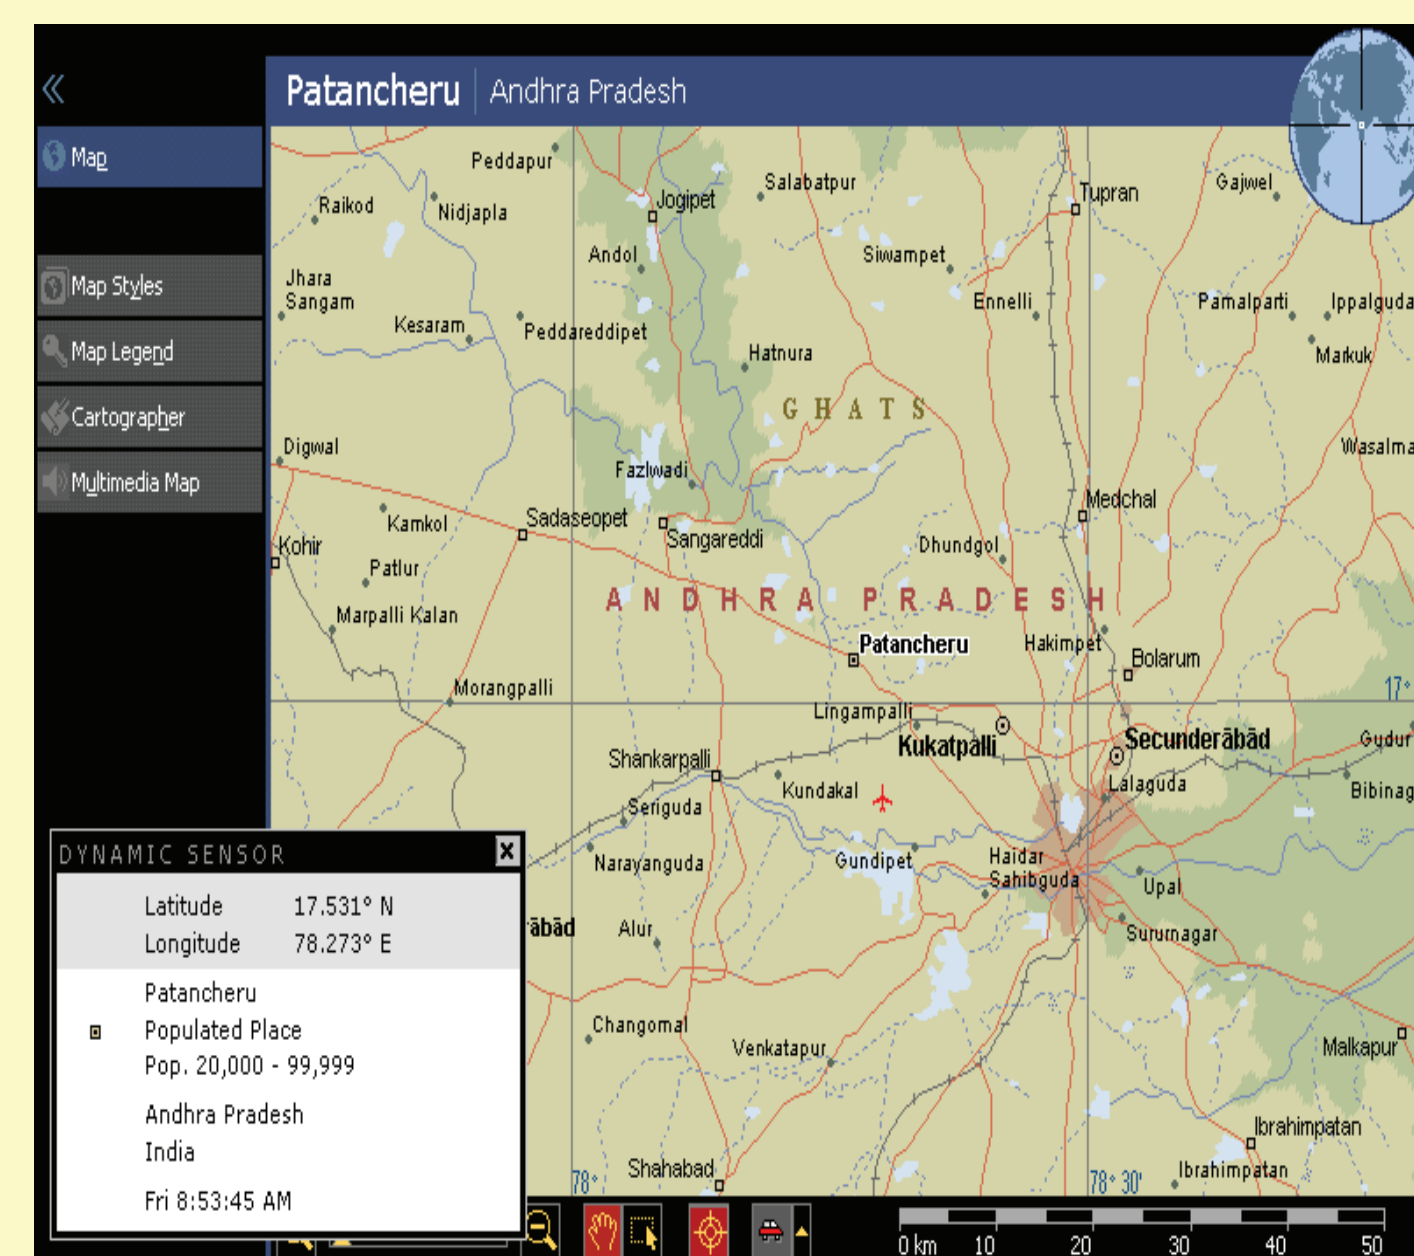 Patancheru Andhra Pradesh
Map
Map Styles
Map Legend
Cartographer
Multimedia Map
Peddapur
Raikod
Nidjapla
Jogipet
Salabatpur
Tupran
Gajwel
Jhara
Sangam
Andol
Siwampet
Ennelli
Pamalparti
Ippalguda
Kesaram
Peddareddipet
Hatnura
Markuk
GHATS
Digwal
Fazlwadi
Wasalma
Kamkol
Sadaseopet
Sangareddi
Medchal
Kohir
Dhundgol
Patlur
ANDHRA PRADESH
Marpalli Kalan
Patancheru
Hakimpet
Bolarum
Morangpalli
17°
Lingampalli
Kukatpalli
Secunderābād
Gudur
Shankarpalli
Kundakal
Lalaguda
Bibinag
Seriguda
Narayanguda
Gundipet
Haidar
Sahibguda
Upal
ābād
Alur
Sururnagar
Changomal
Venkatapur
Malkapur
Ibrahimpatan
Shahabad
Ibrahimpatan
78°
78° 30'
DYNAMIC SENSOR
Latitude 17.531° N
Longitude 78.273° E
Patancheru
Populated Place
Pop. 20,000 - 99,999
Andhra Pradesh
India
Fri 8:53:45 AM
0 km 10 20 30 40 50